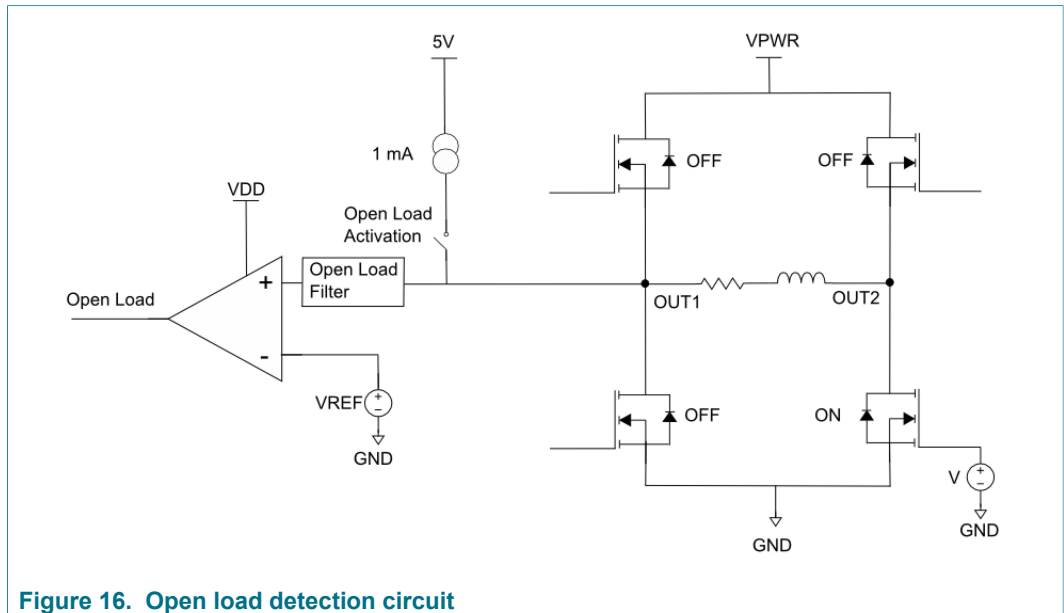 5V
VPWR
1 mA
OFF
OFF
VDD
Open Load
Activation
Open Load
+
Open Load
Filter
OUT1
OUT2
-
VREF
+
−
GND
OFF
ON
V
+
−
GND
GND
Figure 16. Open load detection circuit